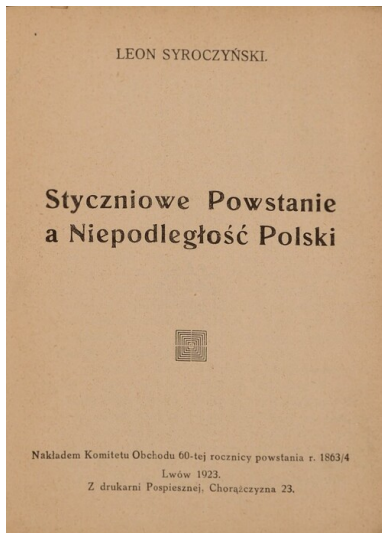 LEON SYROCZYŃSKI.
Styczniowe Powstanie
a Niepodległość Polski
Nakładem Komitetu Obchodu 60-tej rocznicy powstania r. 1863/4
Lwów 1923.
Z drukarni Pospiesznej, Chorążczyzna 23.